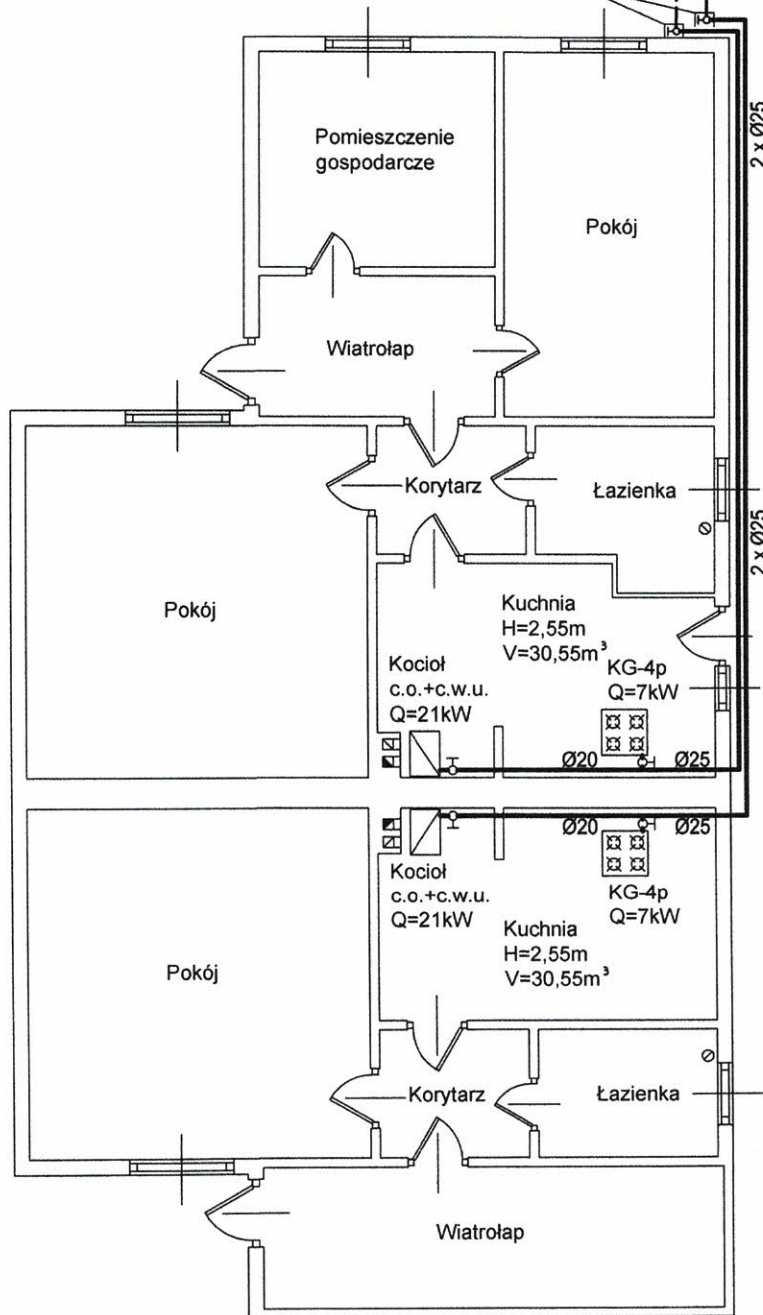 2 x Ø25
Pomieszczenie
gospodarcze
Pokój
Wiatrołap
Korytarz
Łazienka
2 x Ø25
Pokój
Kuchnia
H=2,55m
V=30,55m³
Kocioł
c.o.+c.w.u.
Q=21kW
KG-4p
Q=7kW
Ø20
Ø25
Ø20
Ø25
Kocioł
c.o.+c.w.u.
Q=21kW
KG-4p
Q=7kW
Kuchnia
H=2,55m
V=30,55m³
Pokój
Korytarz
Łazienka
Wiatrołap